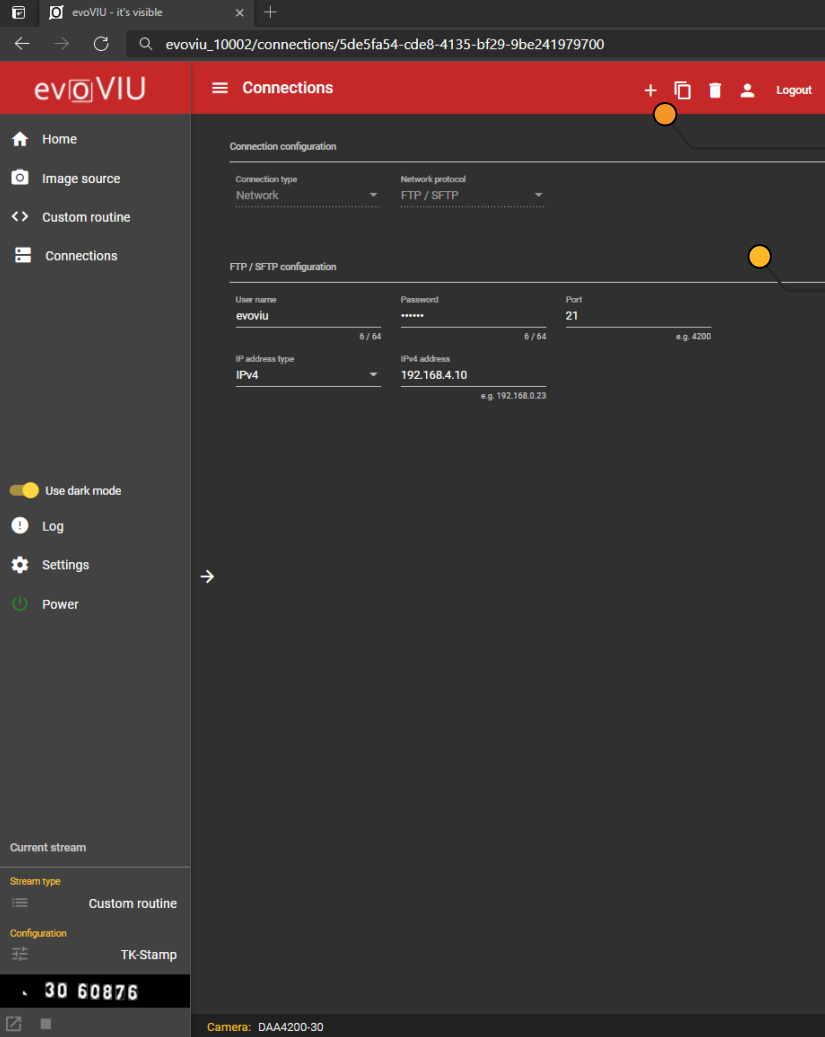 evoVIU - it's visible
evoviu_10002/connections/5de5fa54-cde8-4135-bf29-9be241979700
evoVIU
Connections
Logout
Home
Image source
Custom routine
Connections
Connection configuration
Connection type
Network protocol
Network
FTP / SFTP
FTP / SFTP configuration
User name
Password
Port
evoviu
••••••
21
6 / 64
6 / 64
e.g. 4200
IP address type
IPv4 address
IPv4
192.168.4.10
e.g. 192.168.0.23
Use dark mode
Log
Settings
Power
Current stream
Stream type
Custom routine
Configuration
TK-Stamp
30 60876
Camera: DAA4200-30